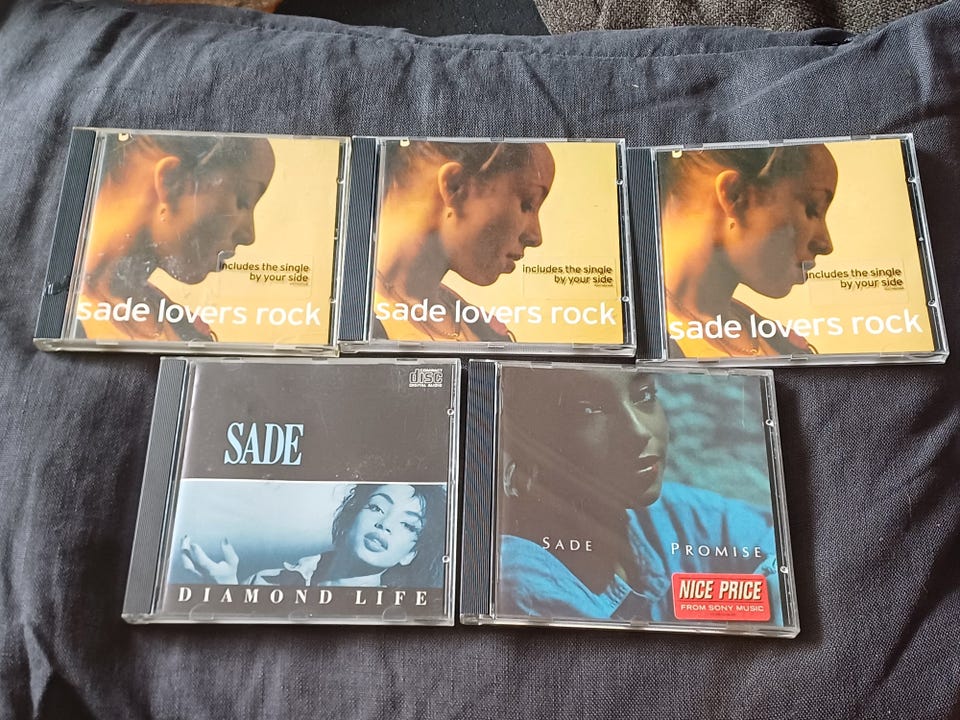 includes the single
by your side
sade lovers rock
includes the single
by your side
sade lovers rock
includes the single
by your side
sade lovers rock
COMPACT
disc
DIGITAL AUDIO
SADE
DIAMOND LIFE
SADE PROMISE
NICE PRICE
FROM SONY MUSIC